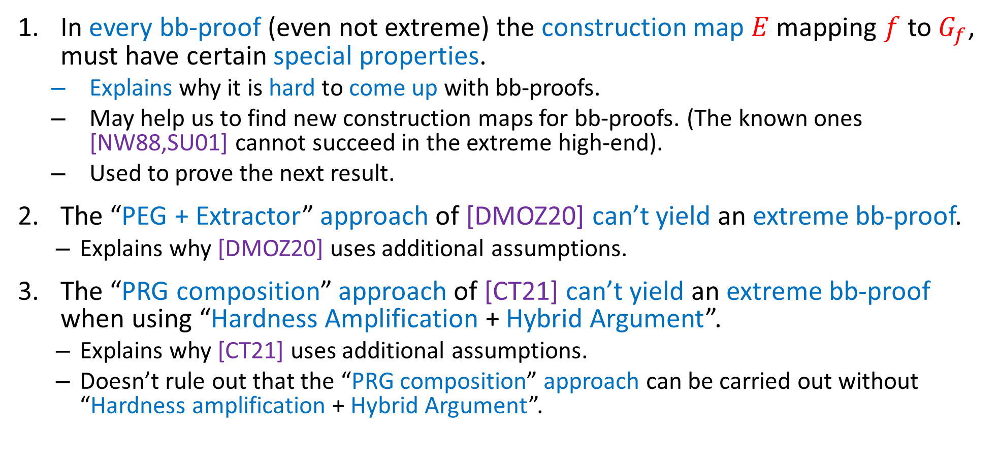 1. In every bb-proof (even not extreme) the construction map E mapping f to G_f,
must have certain special properties.
– Explains why it is hard to come up with bb-proofs.
– May help us to find new construction maps for bb-proofs. (The known ones
[NW88,SU01] cannot succeed in the extreme high-end).
– Used to prove the next result.
2. The “PEG + Extractor” approach of [DMOZ20] can’t yield an extreme bb-proof.
– Explains why [DMOZ20] uses additional assumptions.
3. The “PRG composition” approach of [CT21] can’t yield an extreme bb-proof
when using “Hardness Amplification + Hybrid Argument”.
– Explains why [CT21] uses additional assumptions.
– Doesn’t rule out that the “PRG composition” approach can be carried out without
“Hardness amplification + Hybrid Argument”.